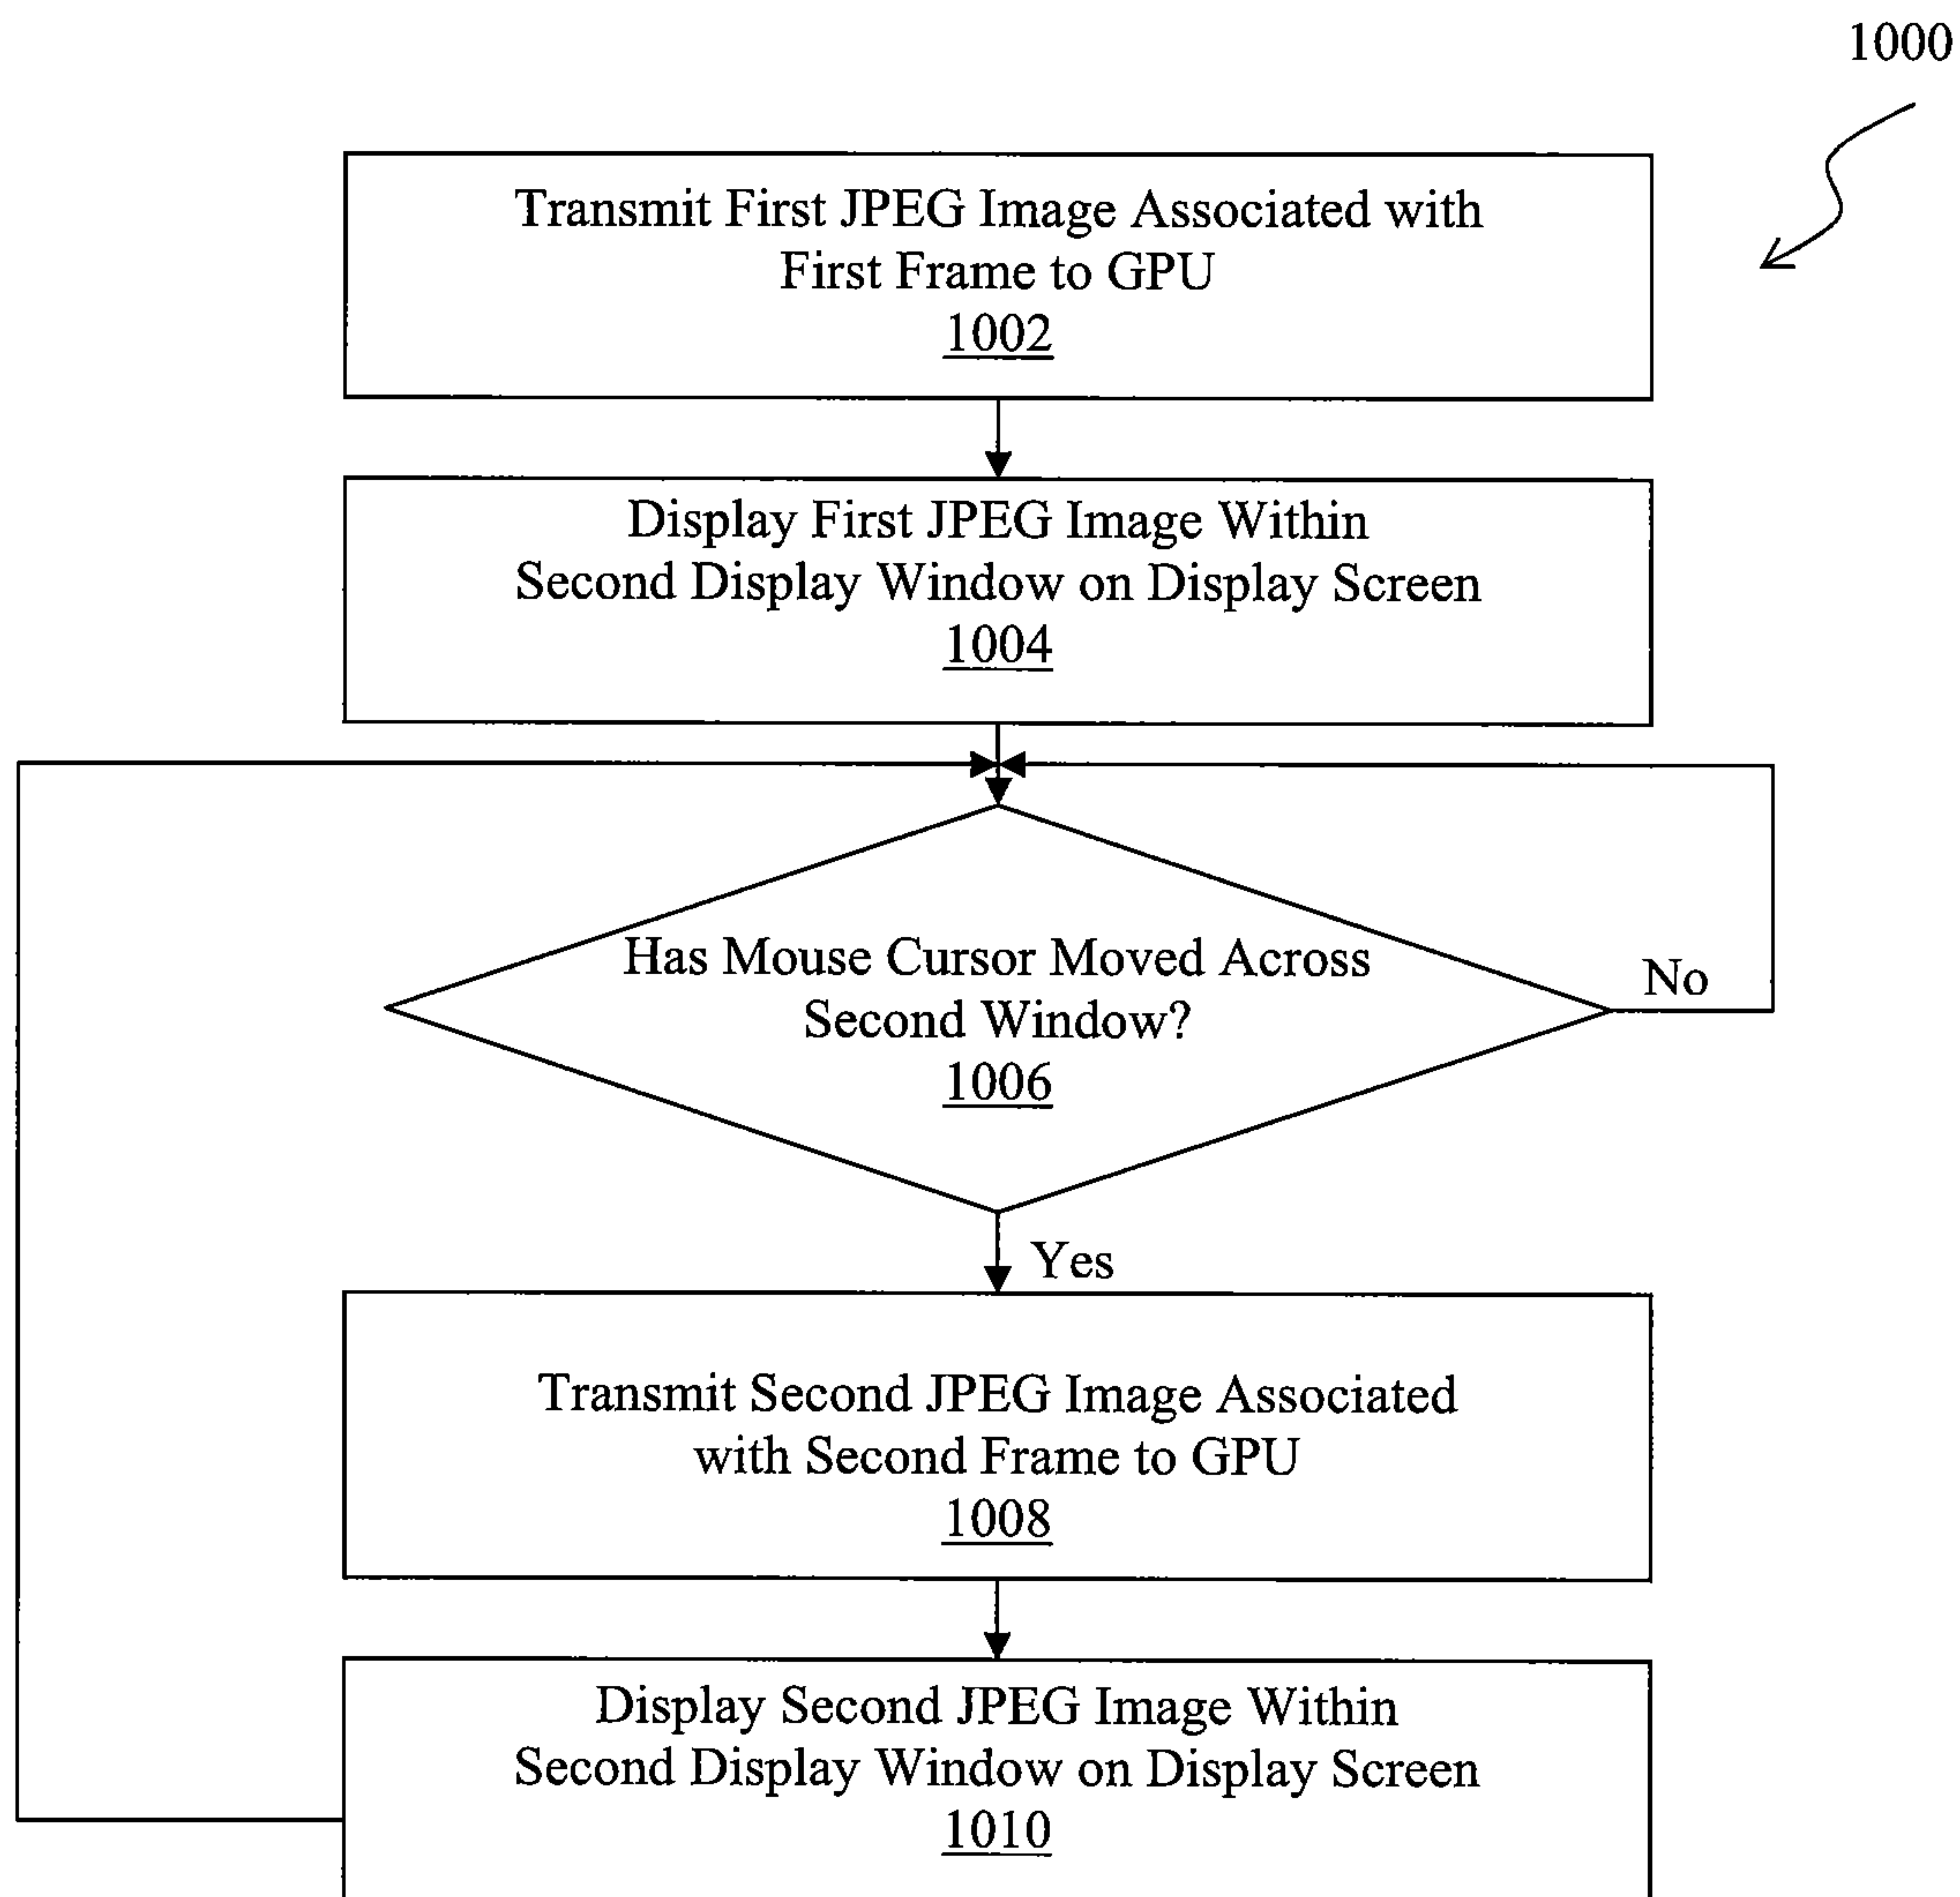 1000
Transmit First JPEG Image Associated with
First Frame to GPU
1002
Display First JPEG Image Within
Second Display Window on Display Screen
1004
Has Mouse Cursor Moved Across
Second Window?
1006
No
Yes
Transmit Second JPEG Image Associated
with Second Frame to GPU
1008
Display Second JPEG Image Within
Second Display Window on Display Screen
1010